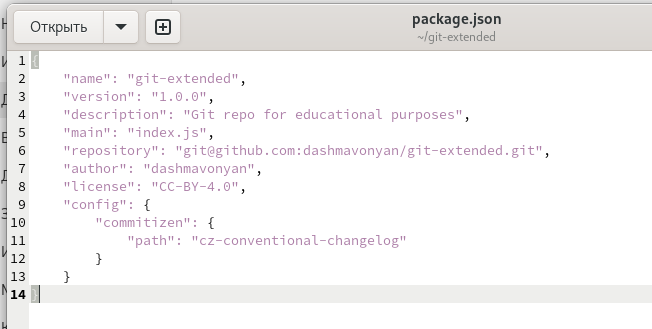 Открыть
package.json
~/git-extended
1 {
2 "name": "git-extended",
3 "version": "1.0.0",
4 "description": "Git repo for educational purposes",
5 "main": "index.js",
6 "repository": "git@github.com:dashmavonyan/git-extended.git",
7 "author": "dashmavonyan",
8 "license": "CC-BY-4.0",
9 "config": {
10 "commitizen": {
11 "path": "cz-conventional-changelog"
12 }
13 }
14 }